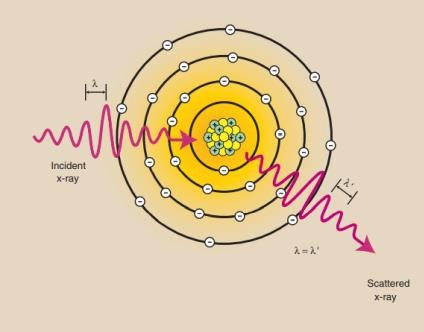 λ
Incident
x-ray
λ'
λ = λ'
Scattered
x-ray